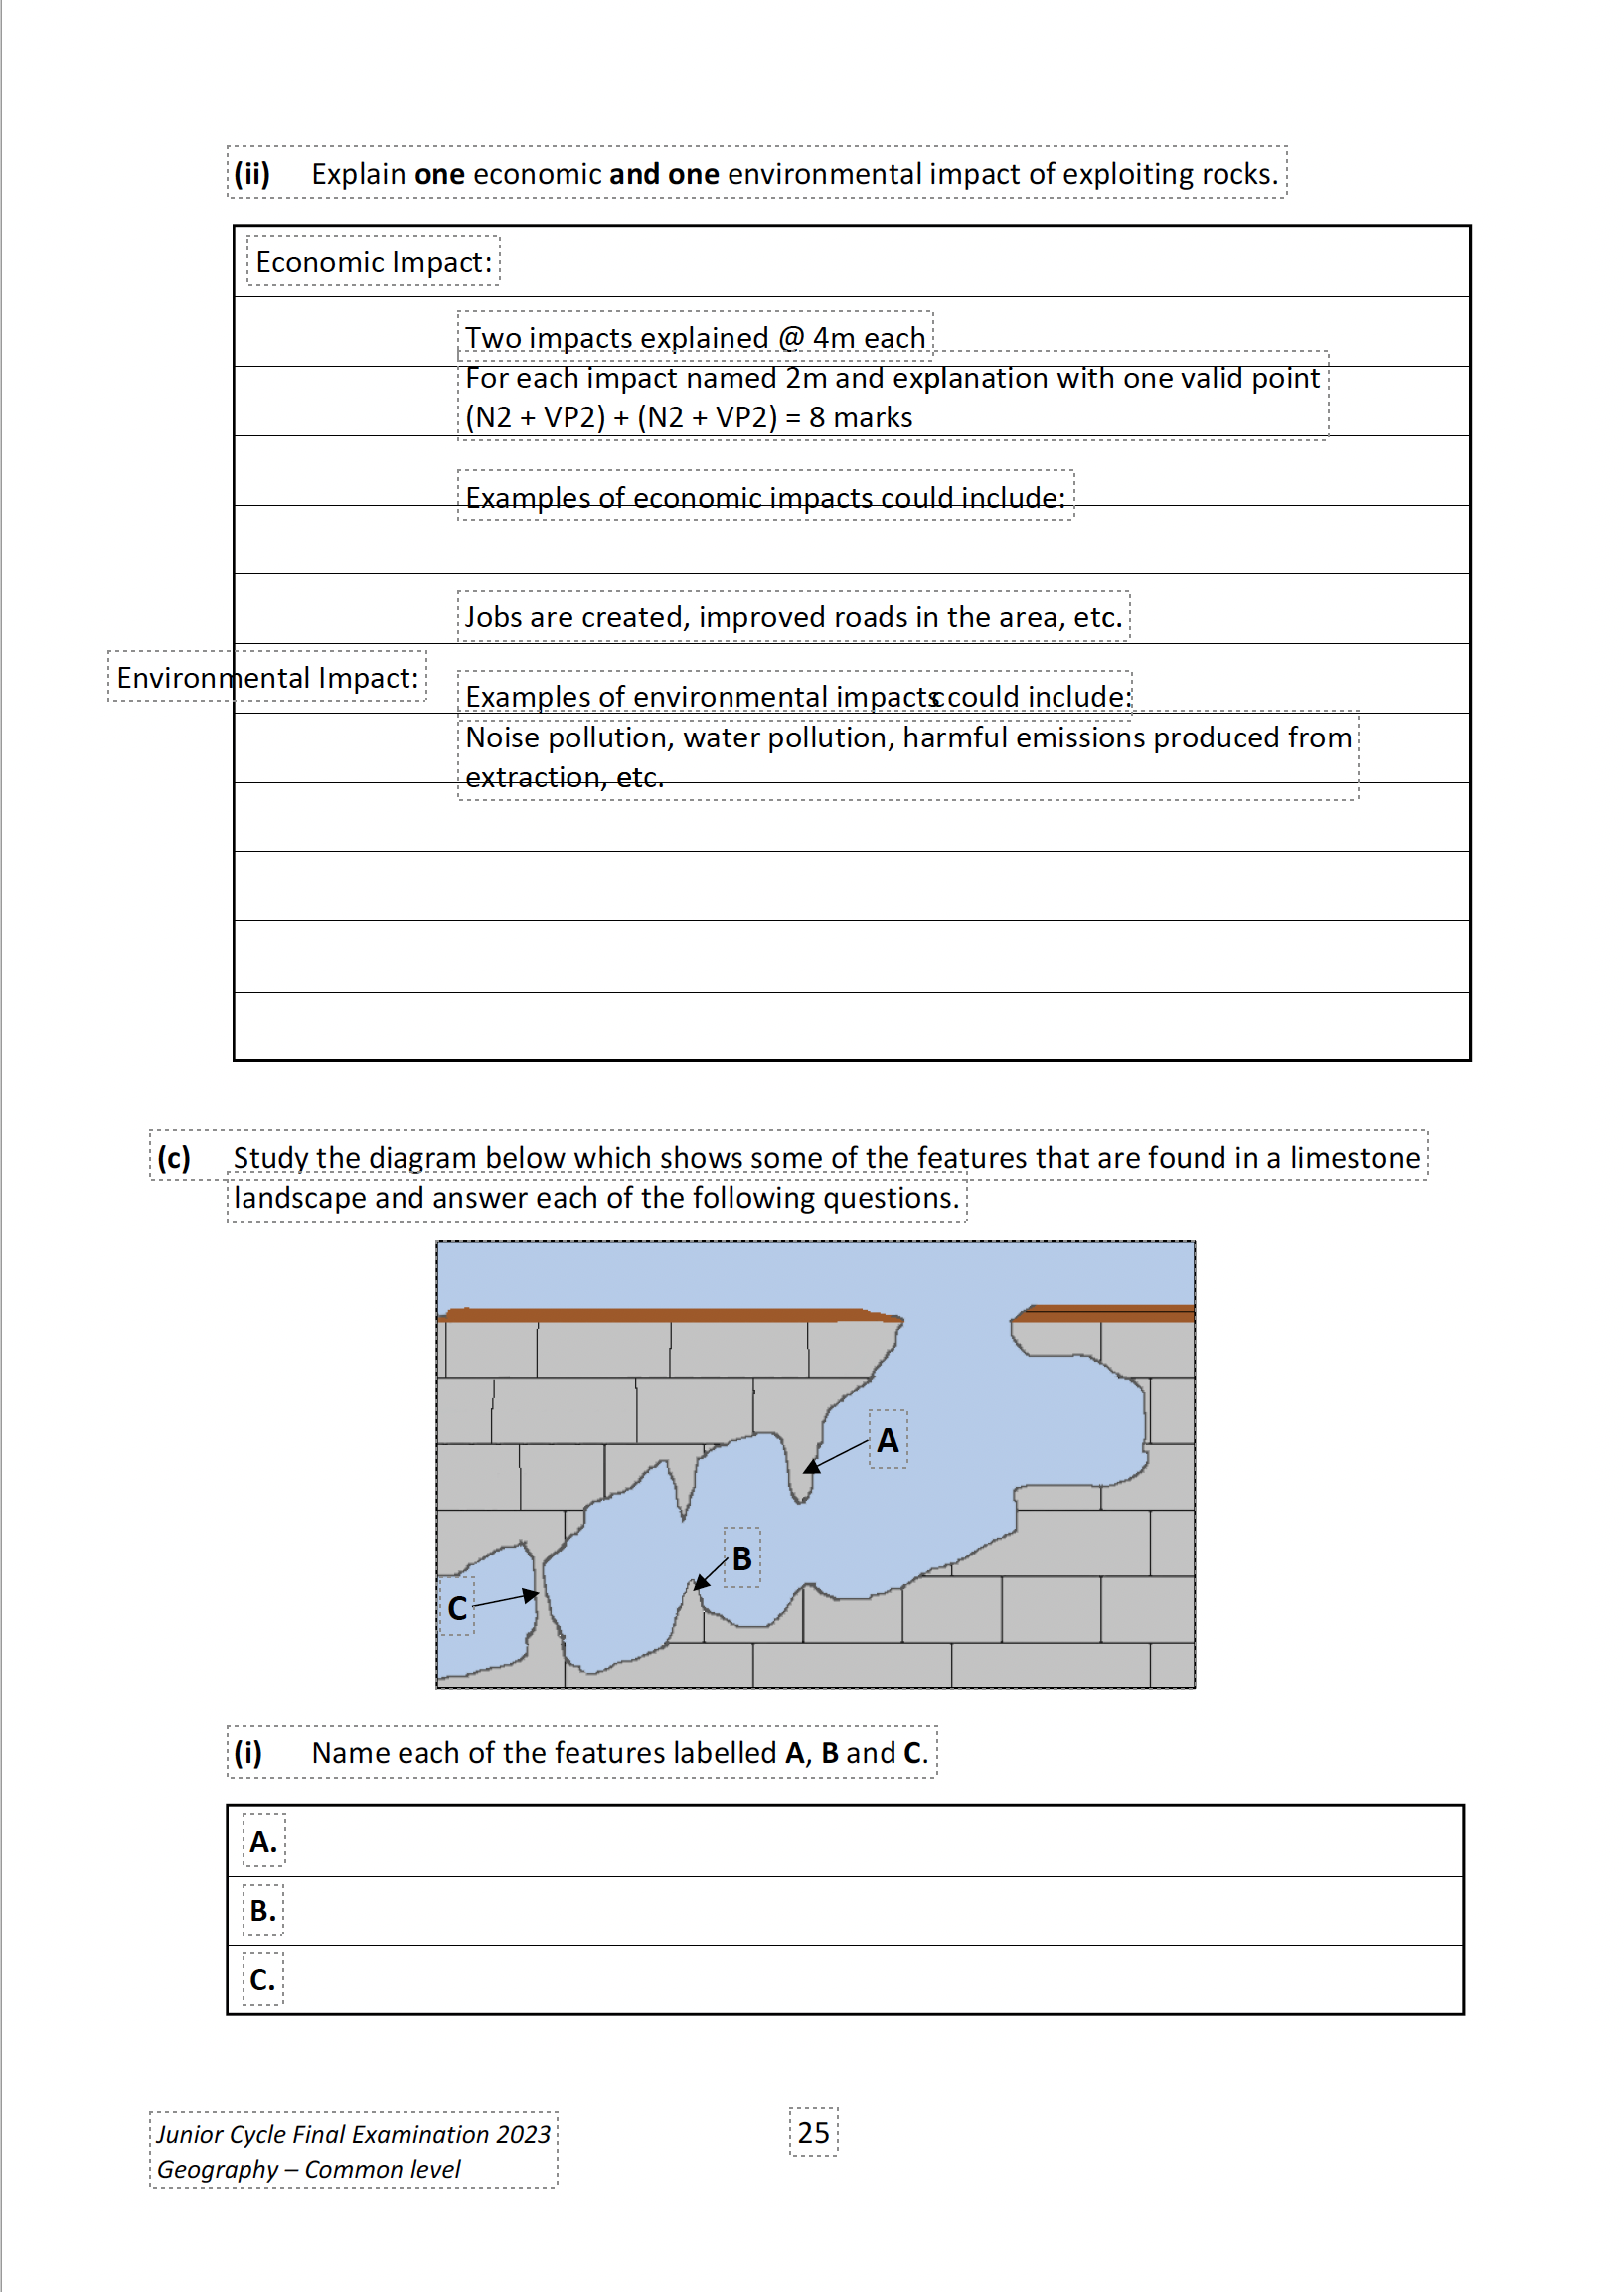 (ii) Explain one economic and one environmental impact of exploiting rocks.
Economic Impact:
Two impacts explained @ 4m each
For each impact named 2m and explanation with one valid point
(N2 + VP2) + (N2 + VP2) = 8 marks
Examples of economic impacts could include:
Jobs are created, improved roads in the area, etc.
Environmental Impact:
Examples of environmental impacts could include:
Noise pollution, water pollution, harmful emissions produced from
extraction, etc.
(c) Study the diagram below which shows some of the features that are found in a limestone
landscape and answer each of the following questions.
A
B
C
(i) Name each of the features labelled A, B and C.
A.
B.
C.
Junior Cycle Final Examination 2023
Geography – Common level
25